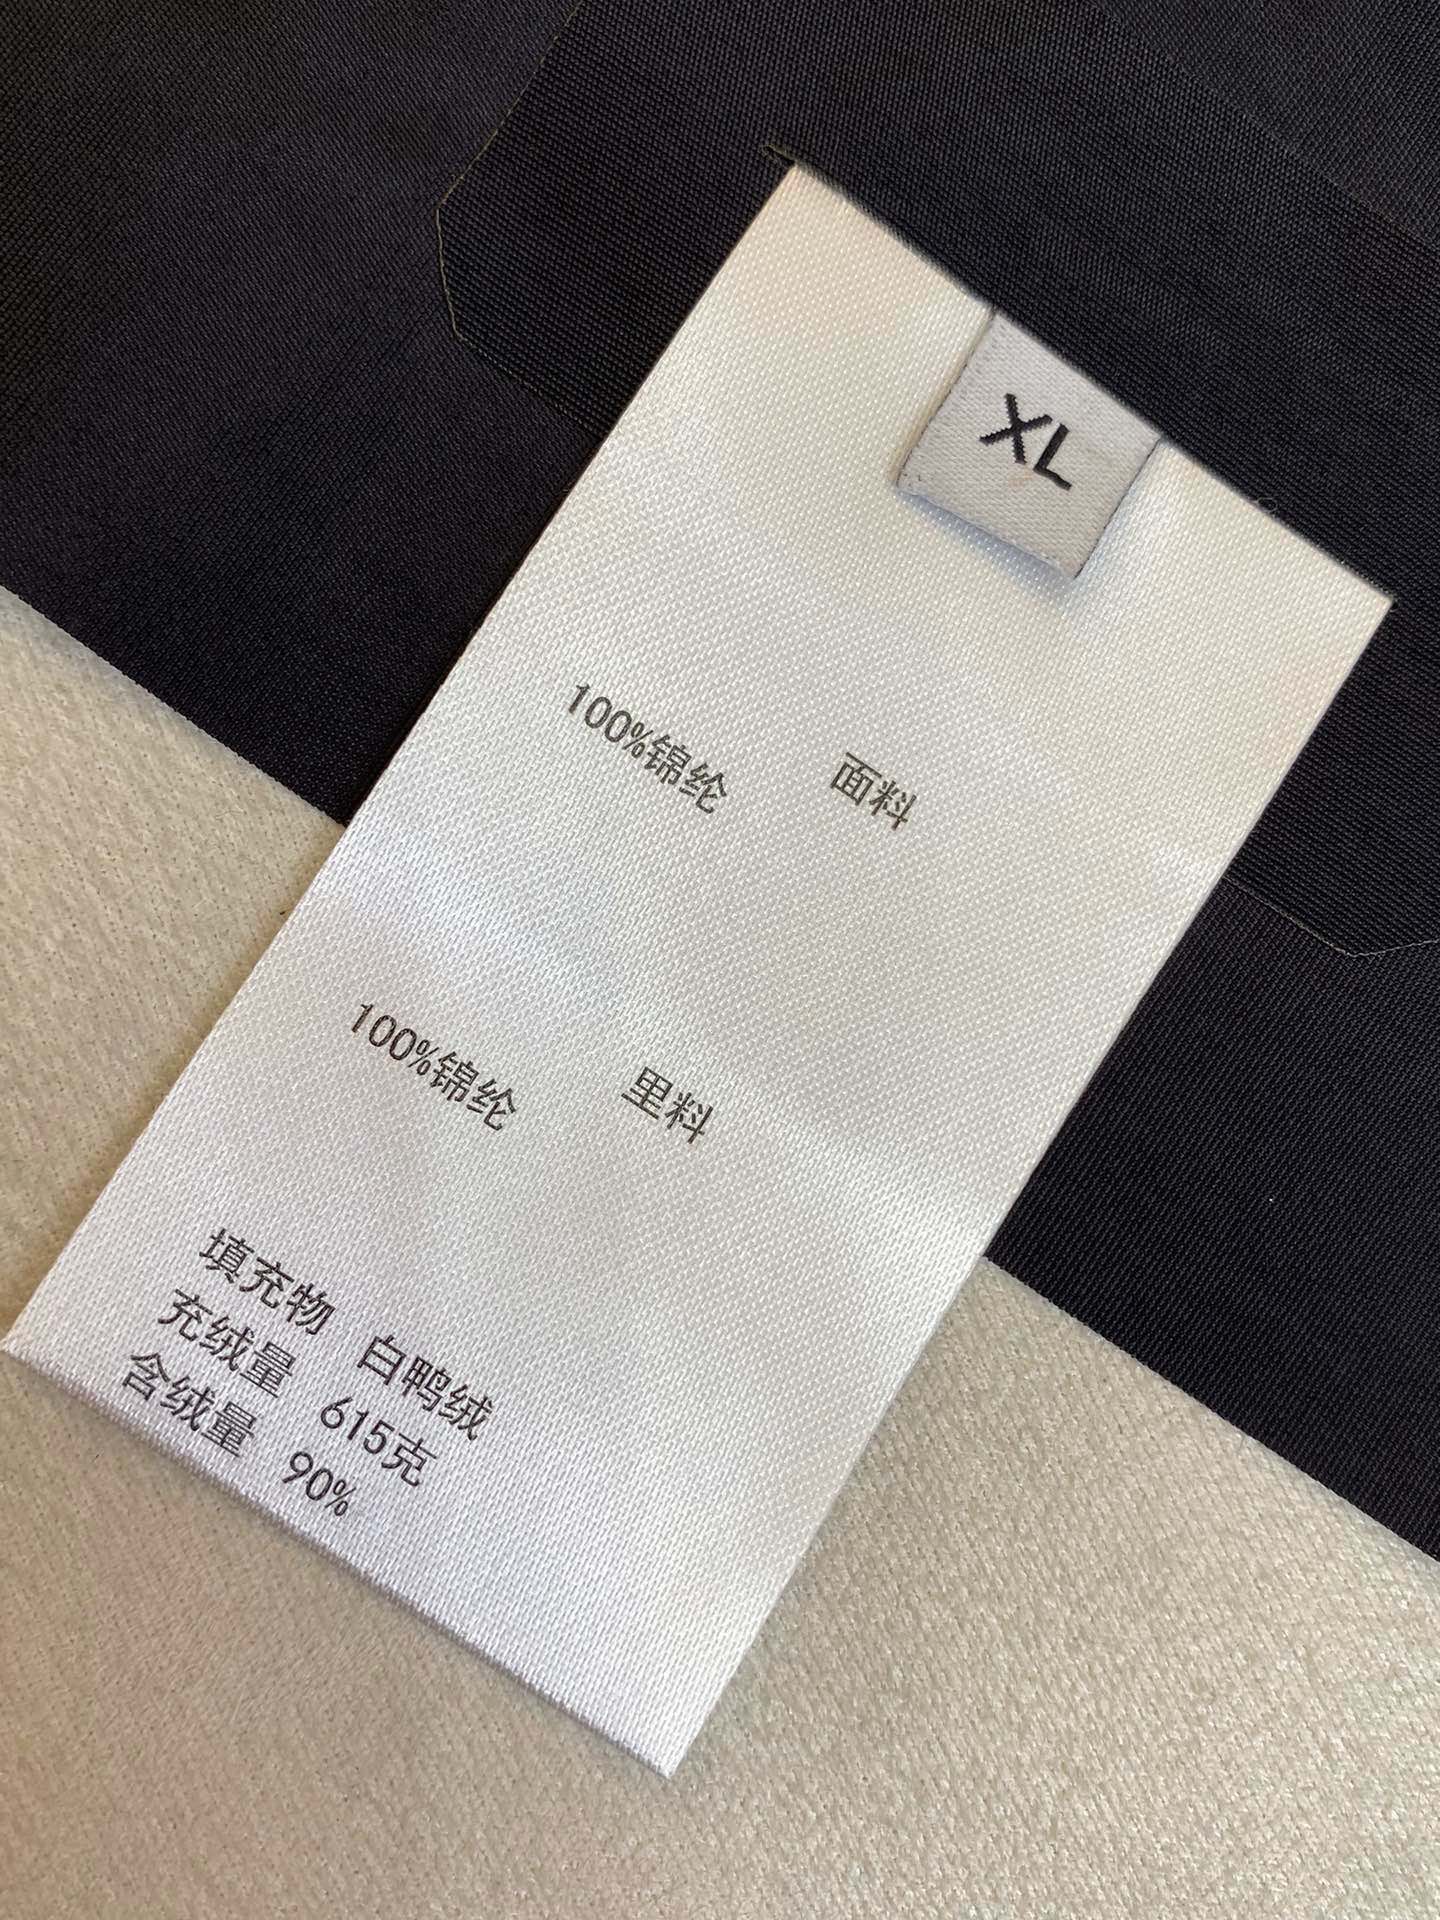 XL
100%锦纶 面料
100%锦纶 里料
填充物 白鸭绒
充绒量 615克
含绒量 90%